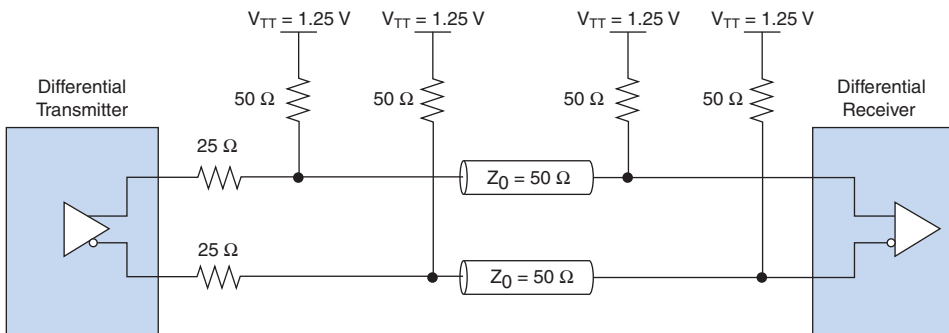 V_TT = 1.25 V
V_TT = 1.25 V
V_TT = 1.25 V
V_TT = 1.25 V
Differential
Transmitter
Differential
Receiver
50 Ω
50 Ω
50 Ω
50 Ω
25 Ω
Z_0 = 50 Ω
25 Ω
Z_0 = 50 Ω